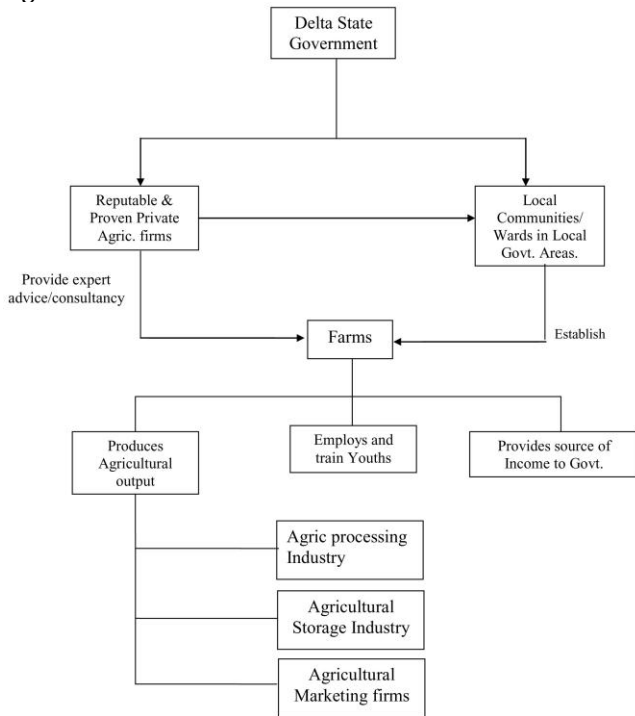 Delta State
Government
Reputable &
Proven Private
Agric. firms
Local
Communities/
Wards in Local
Govt. Areas.
Provide expert
advice/consultancy
Farms
Establish
Produces
Agricultural
output
Employs and
train Youths
Provides source of
Income to Govt.
Agric processing
Industry
Agricultural
Storage Industry
Agricultural
Marketing firms